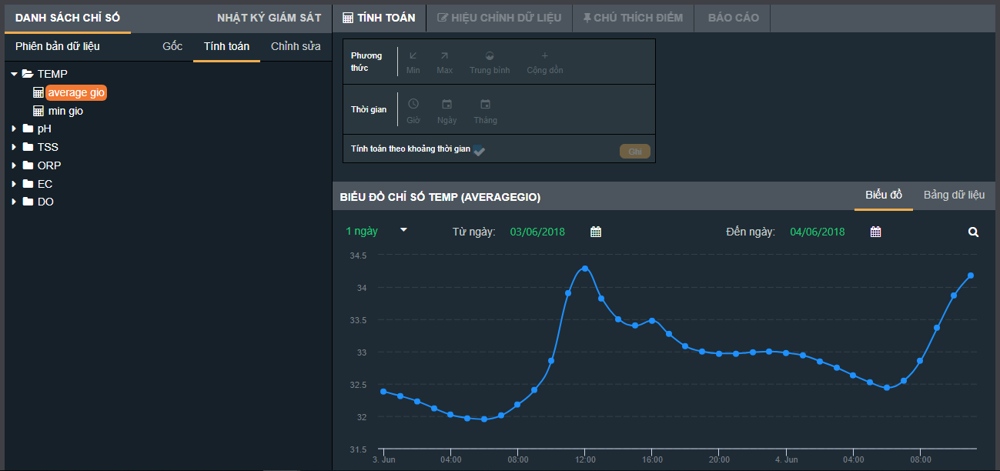 DANH SÁCH CHỈ SỐ
NHẬT KÝ GIÁM SÁT
TÍNH TOÁN
HIỆU CHỈNH DỮ LIỆU
CHÚ THÍCH ĐIỂM
BÁO CÁO
Phiên bản dữ liệu
Gốc
Tính toán
Chỉnh sửa
TEMP
average gio
min gio
pH
TSS
ORP
EC
DO
Phương
thức
Min
Max
Trung bình
Cộng dồn
Thời gian
Giờ
Ngày
Tháng
Tính toán theo khoảng thời gian
Ghi
BIỂU ĐỒ CHỈ SỐ TEMP (AVERAGEGIO)
Biểu đồ
Bảng dữ liệu
1 ngày
Từ ngày:
03/06/2018
Đến ngày:
04/06/2018
34.5
34
33.5
33
32.5
32
31.5
3. Jun
04:00
08:00
12:00
16:00
20:00
4. Jun
04:00
08:00